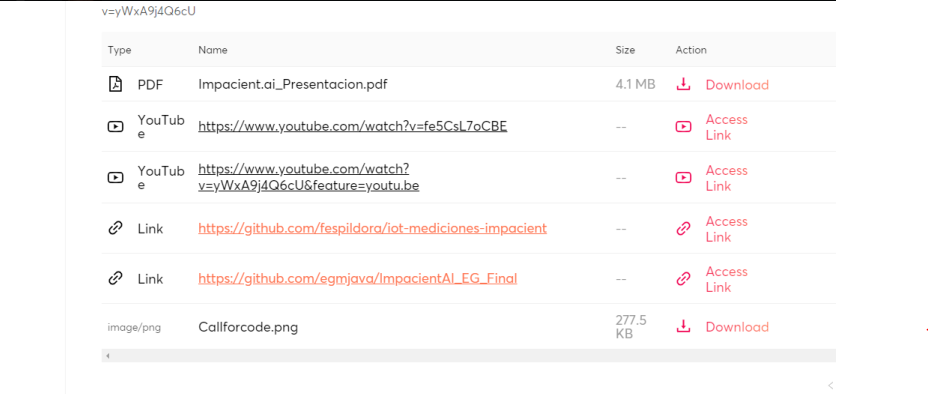 v=yWxA9j4Q6cU
Type Name Size Action
PDF Impacient.ai_Presentacion.pdf 4.1 MB Download
YouTub
e
https://www.youtube.com/watch?v=fe5CsL7oCBE
--
Access
Link
YouTub
e
https://www.youtube.com/watch?
v=yWxA9j4Q6cU&feature=youtu.be
--
Access
Link
Link
https://github.com/fespildora/iot-mediciones-impacient
--
Access
Link
Link
https://github.com/egmjava/ImpacientAI_EG_Final
--
Access
Link
image/png Callforcode.png
277.5
KB
Download